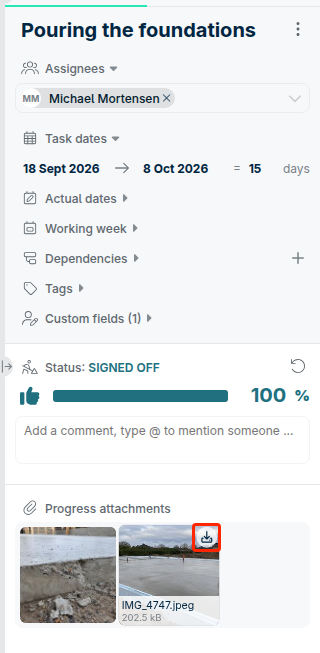 Pouring the foundations
Assignees
MM Michael Mortensen
Task dates
18 Sept 2026 → 8 Oct 2026 = 15 days
Actual dates
Working week
Dependencies
Tags
Custom fields (1)
Status: SIGNED OFF
100 %
Add a comment, type @ to mention someone ...
Progress attachments
IMG_4747.jpeg
202.5 kB